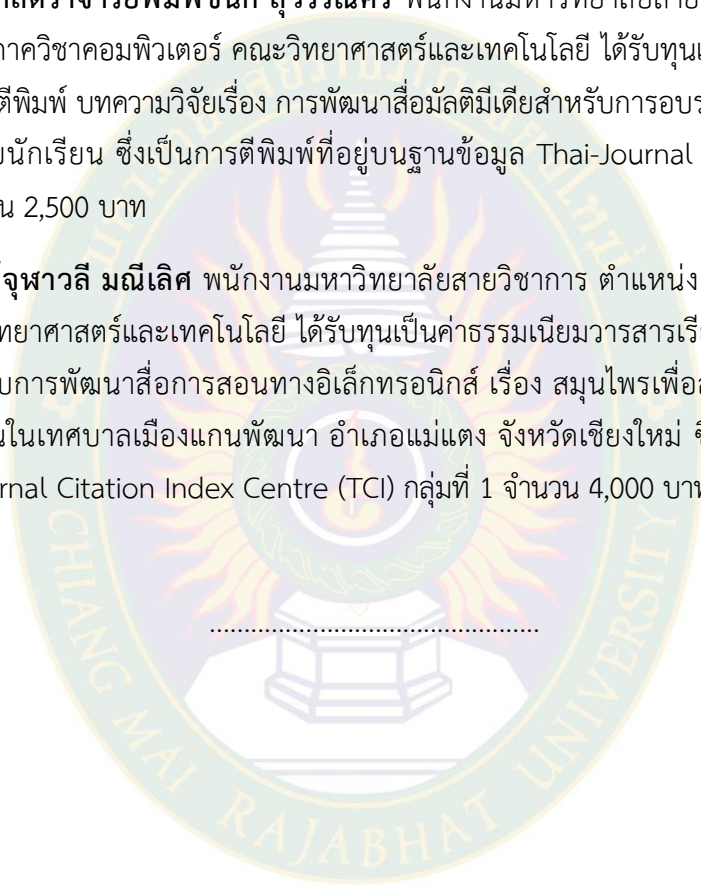 พนักงานมหาวิทยาลัยสาย
ภาควิชาคอมพิวเตอร์ คณะวิทยาศาสตร์และเทคโนโลยี ได้รับทุน
ตีพิมพ์ บทความวิจัยเรื่อง การพัฒนาสื่อมัลติมีเดียสำหรับการอบร
นักเรียน ซึ่งเป็นการตีพิมพ์ที่อยู่บนฐานข้อมูล Thai-Journal
น 2,500 บาท
จุฬาวลี มณีเลิศ พนักงานมหาวิทยาลัยสายวิชาการ ตำแหน่ง
ทยาศาสตร์และเทคโนโลยี ได้รับทุนเป็นค่าธรรมเนียมวารสารเรื่
บการพัฒนาสื่อการสอนทางอิเล็กทรอนิกส์ เรื่อง สมุนไพรเพื่อ
นในเทศบาลเมืองแกนพัฒนา อำเภอแม่แตง จังหวัดเชียงใหม่ ซึ
rnal Citation Index Centre (TCI) กลุ่มที่ 1 จำนวน 4,000 บาท
................................................
CHIANG MAI RAJABHAT UNIVERSITY